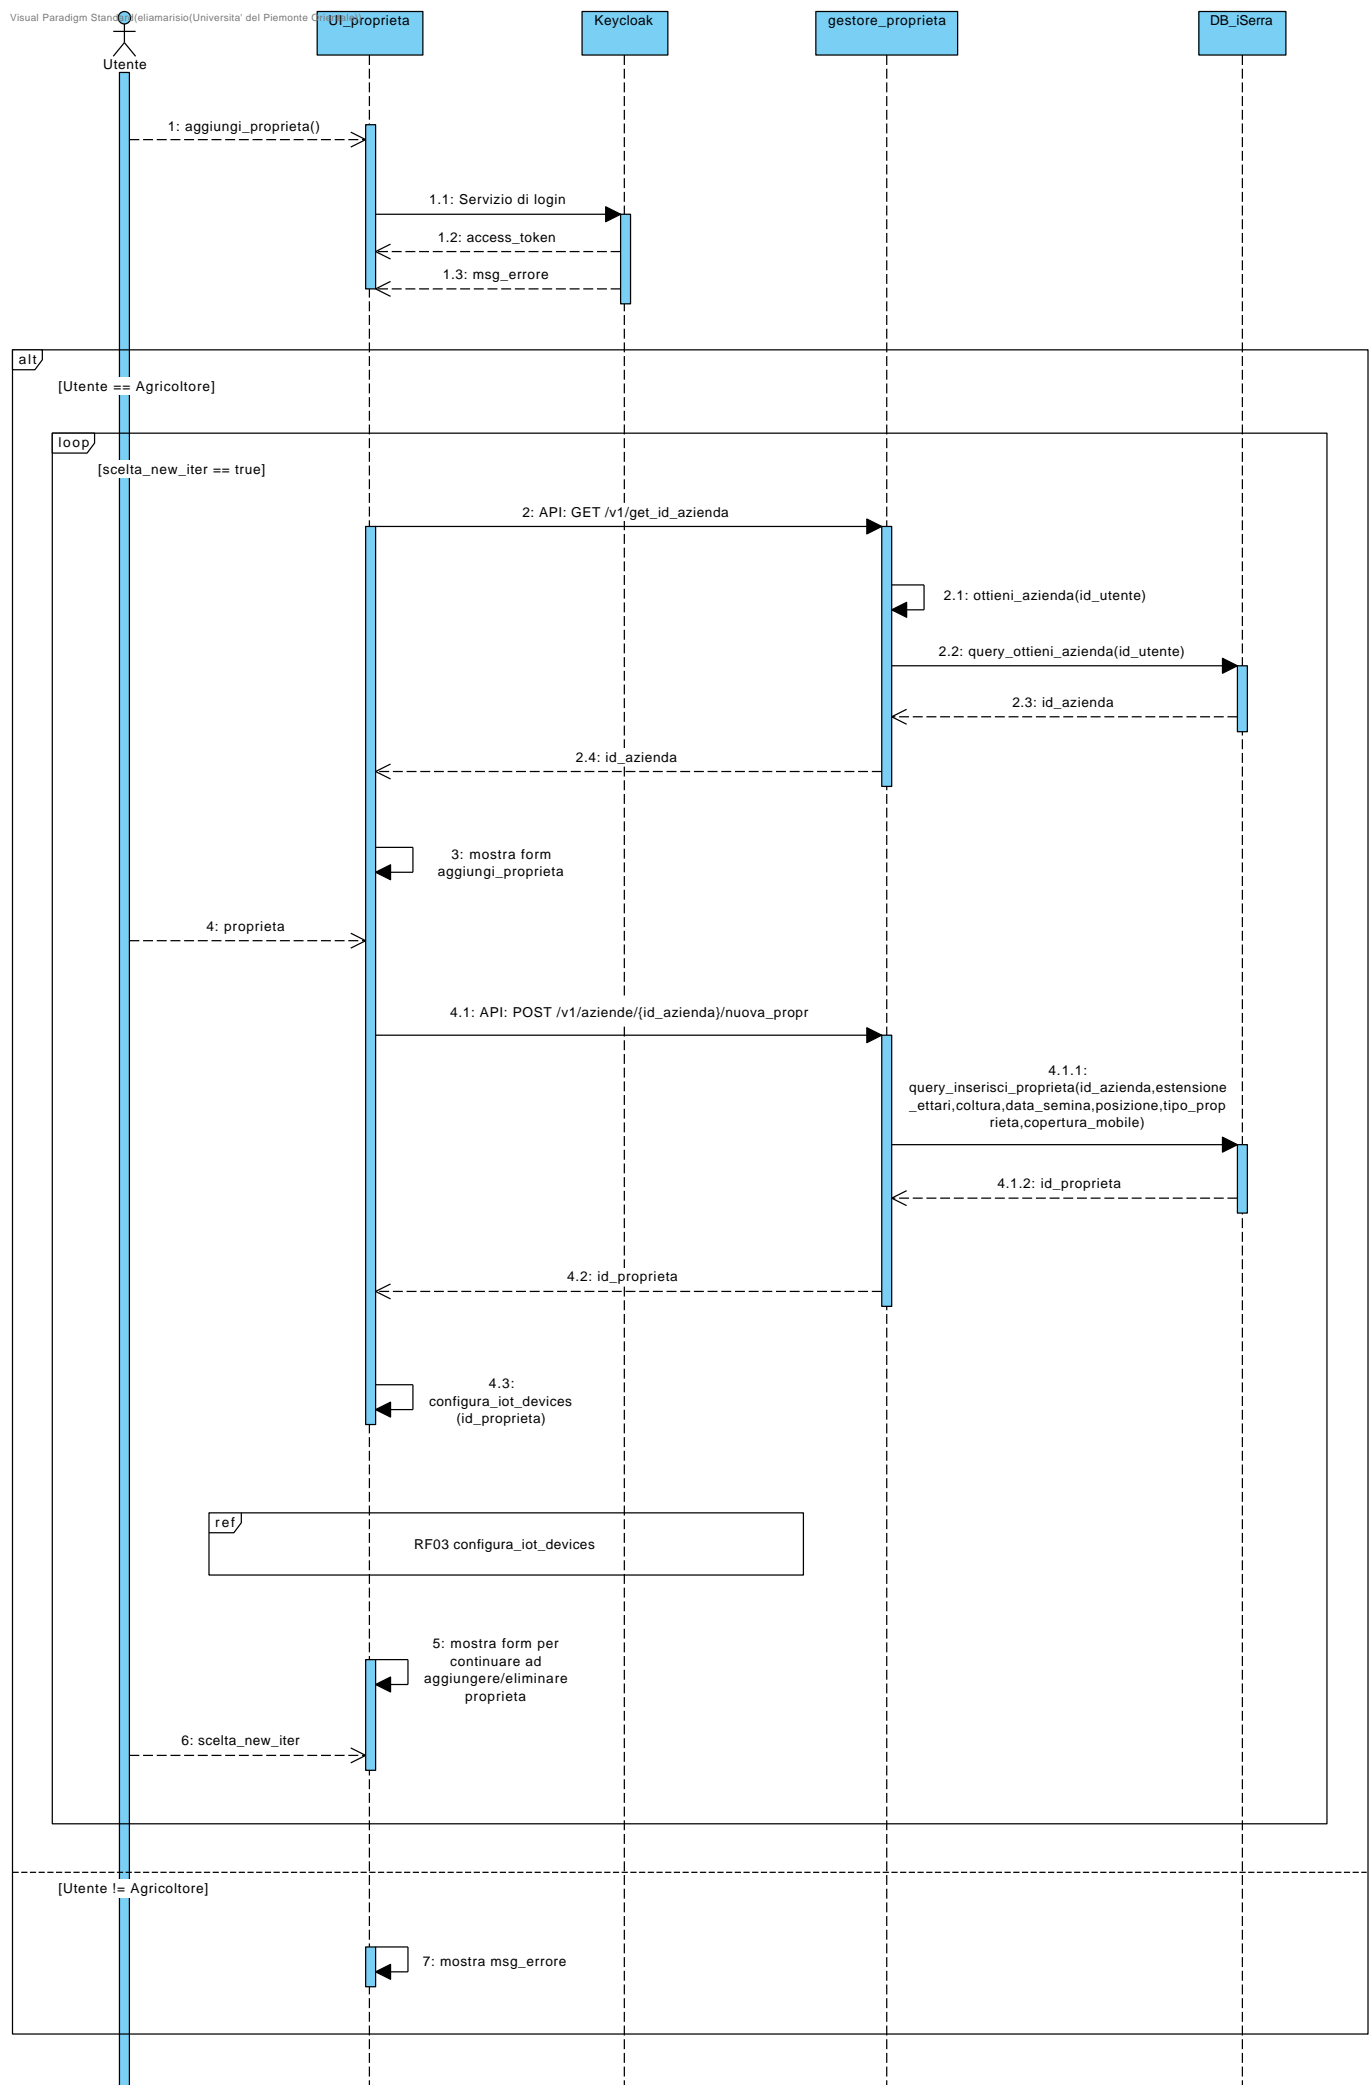 Visual Paradigm Standard(eliamarisio(Universita' del Piemonte Orientale))
Utente
UI_proprieta
Keycloak
gestore_proprieta
DB_iSerra
1: aggiungi_proprieta()
1.1: Servizio di login
1.2: access_token
1.3: msg_errore
alt
[Utente == Agricoltore]
loop
[scelta_new_iter == true]
2: API: GET /v1/get_id_azienda
2.1: ottieni_azienda(id_utente)
2.2: query_ottieni_azienda(id_utente)
2.3: id_azienda
2.4: id_azienda
3: mostra form
aggiungi_proprieta
4: proprieta
4.1: API: POST /v1/aziende/{id_azienda}/nuova_propr
4.1.1:
query_inserisci_proprieta(id_azienda,estensione
_ettari,coltura,data_semina,posizione,tipo_prop
rieta,copertura_mobile)
4.1.2: id_proprieta
4.2: id_proprieta
4.3:
configura_iot_devices
(id_proprieta)
ref
RF03 configura_iot_devices
5: mostra form per
continuare ad
aggiungere/eliminare
proprieta
6: scelta_new_iter
[Utente != Agricoltore]
7: mostra msg_errore